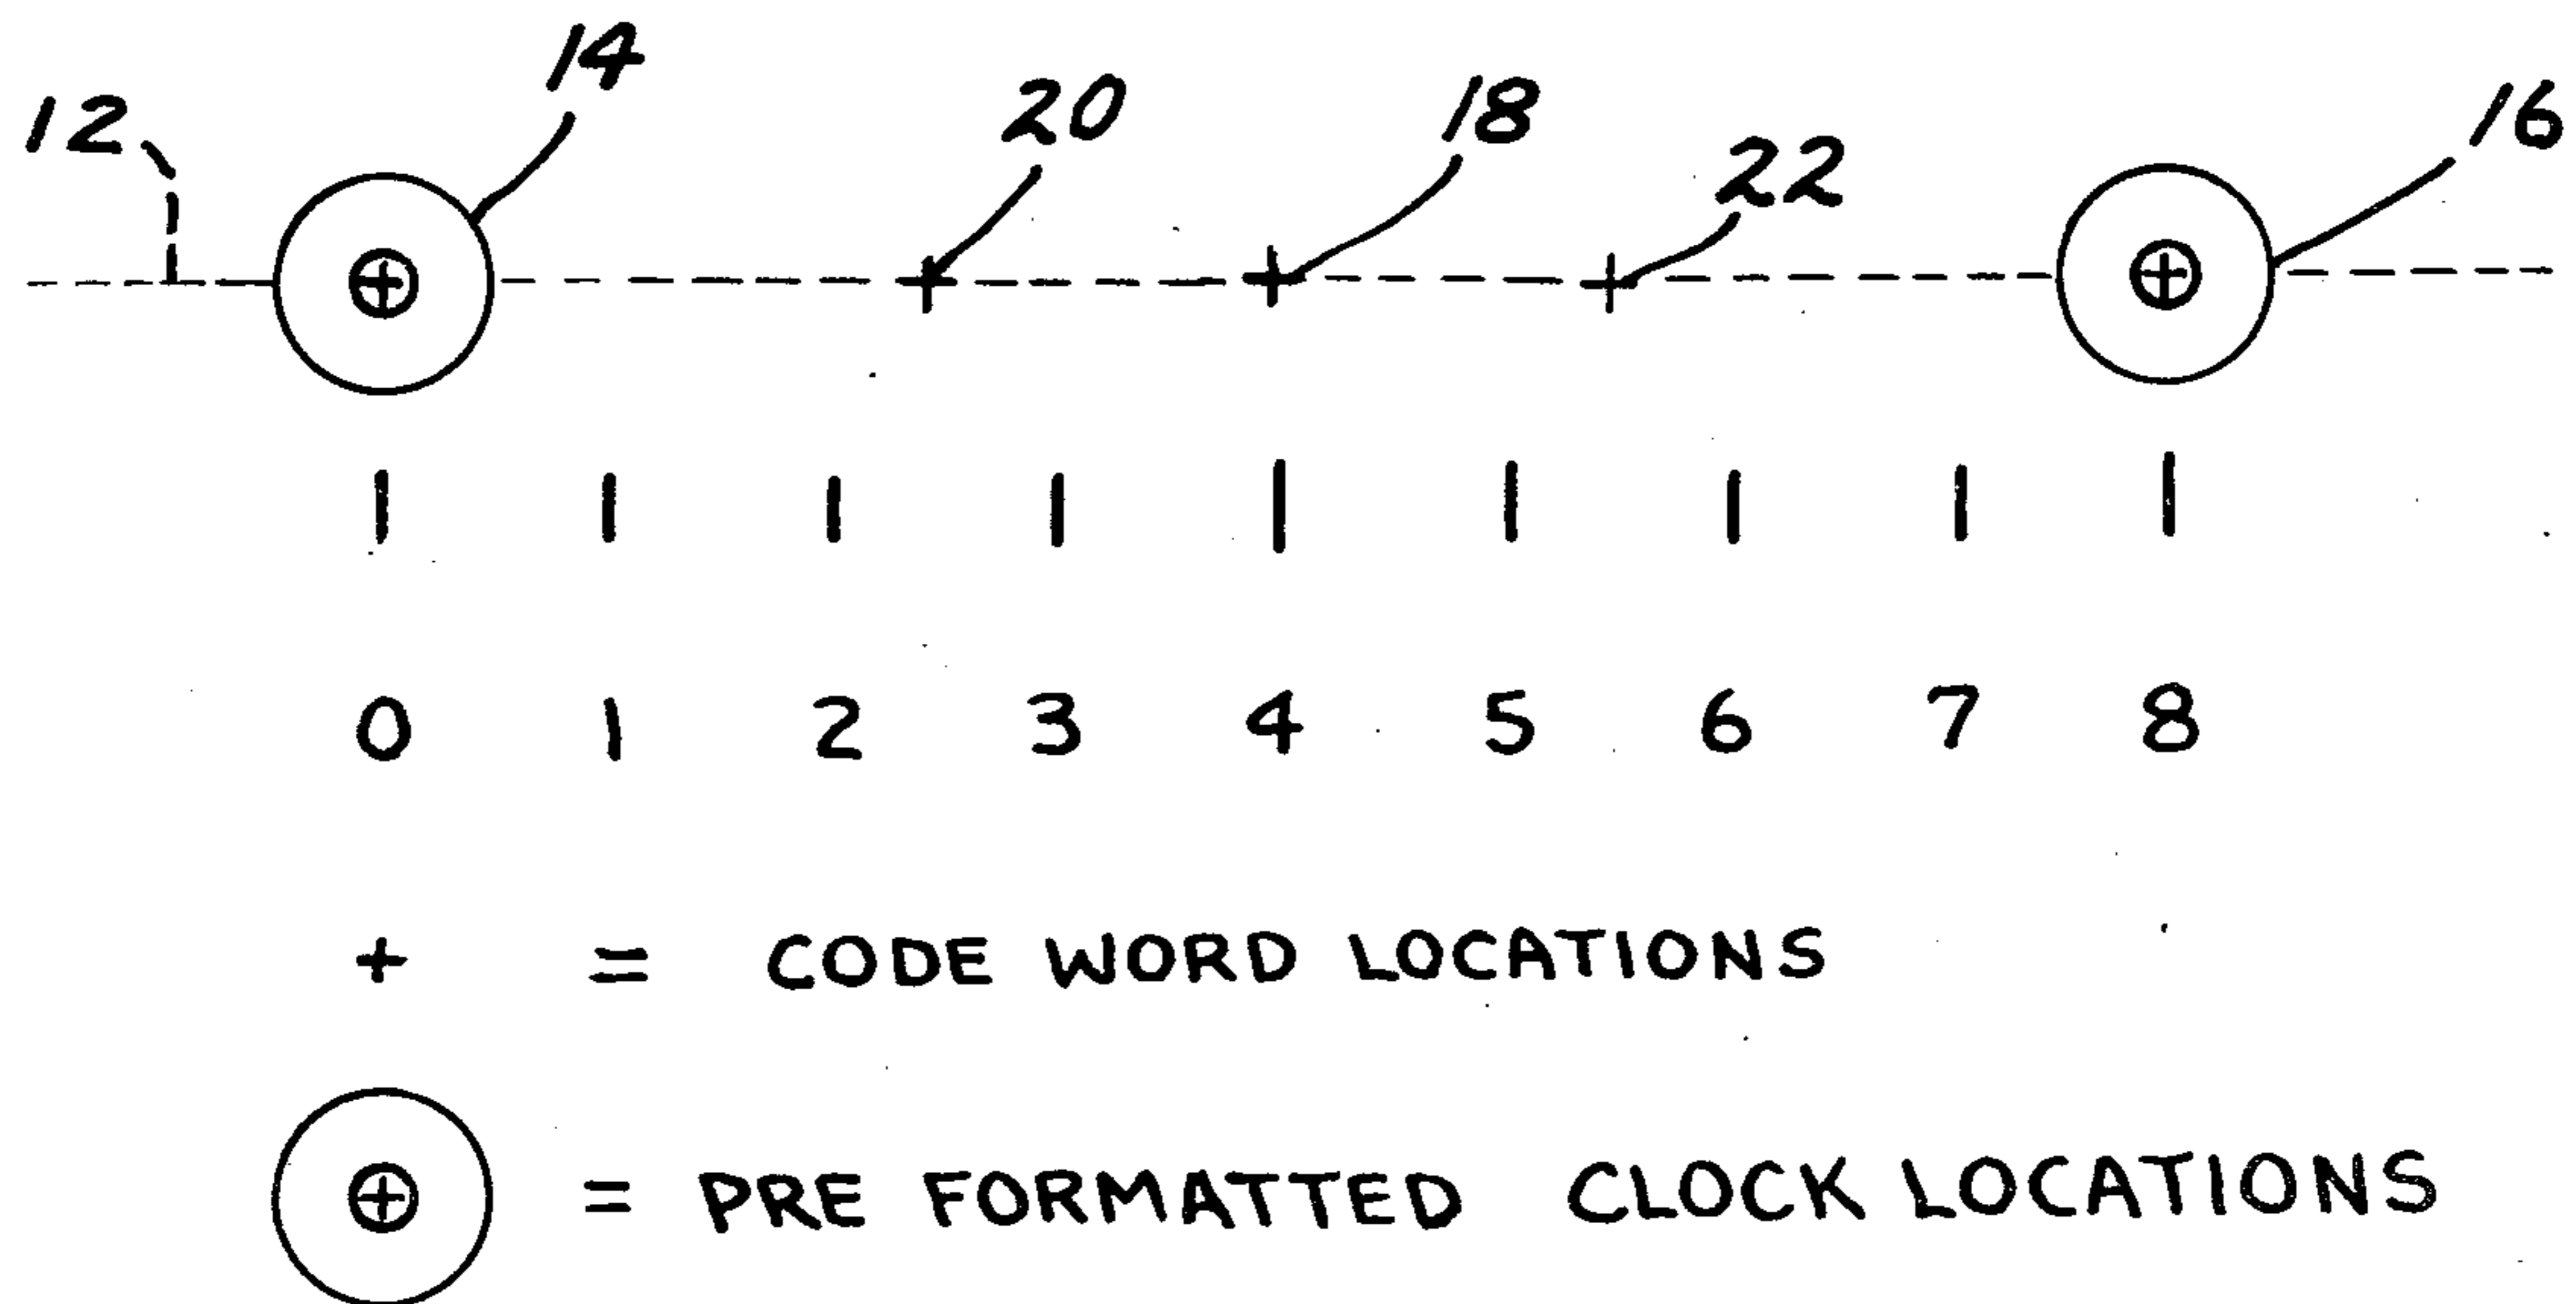 12 14 20 18 22 16
0 1 2 3 4 5 6 7 8
+ = CODE WORD LOCATIONS
= PRE FORMATTED CLOCK LOCATIONS